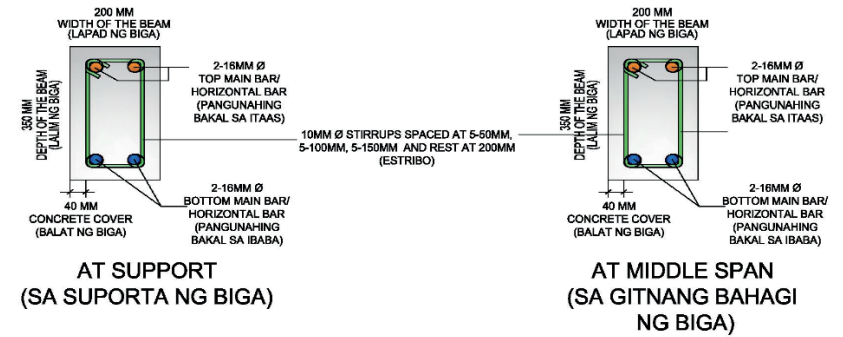 200 MM
WIDTH OF THE BEAM
(LAPAD NG BIGA)
350 MM
DEPTH OF THE BEAM
(LALIM NG BIGA)
2-16MM Ø
TOP MAIN BAR/
HORIZONTAL BAR
(PANGUNAHING
BAKAL SA ITAAS)
2-16MM Ø
BOTTOM MAIN BAR/
HORIZONTAL BAR
(PANGUNAHING
BAKAL SA IBABA)
40 MM
CONCRETE COVER
(BALAT NG BIGA)
AT SUPPORT
(SA SUPORTA NG BIGA)
10MM Ø STIRRUPS SPACED AT 5-50MM,
5-100MM, 5-150MM AND REST AT 200MM
(ESTRIBO)
200 MM
WIDTH OF THE BEAM
(LAPAD NG BIGA)
350 MM
DEPTH OF THE BEAM
(LALIM NG BIGA)
2-16MM Ø
TOP MAIN BAR/
HORIZONTAL BAR
(PANGUNAHING
BAKAL SA ITAAS)
2-16MM Ø
BOTTOM MAIN BAR/
HORIZONTAL BAR
(PANGUNAHING
BAKAL SA IBABA)
40 MM
CONCRETE COVER
(BALAT NG BIGA)
AT MIDDLE SPAN
(SA GITNANG BAHAGI
NG BIGA)